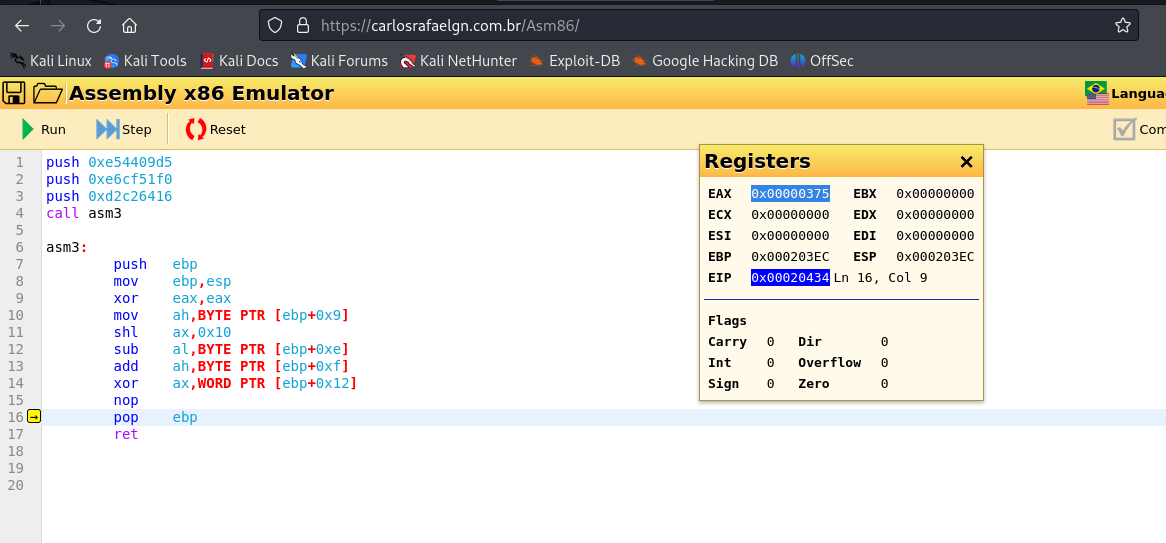 https://carlosrafaelgn.com.br/Asm86/
Kali Linux Kali Tools Kali Docs Kali Forums Kali NetHunter Exploit-DB Google Hacking DB OffSec
Assembly x86 Emulator Langua
Run Step Reset Com
1 push 0xe54409d5
2 push 0xe6cf51f0
3 push 0xd2c26416
4 call asm3
5
6 asm3:
7 push ebp
8 mov ebp,esp
9 xor eax,eax
10 mov ah,BYTE PTR [ebp+0x9]
11 shl ax,0x10
12 sub al,BYTE PTR [ebp+0xe]
13 add ah,BYTE PTR [ebp+0xf]
14 xor ax,WORD PTR [ebp+0x12]
15 nop
16 pop ebp
17 ret
18
19
20
Registers
EAX 0x00000375 EBX 0x00000000
ECX 0x00000000 EDX 0x00000000
ESI 0x00000000 EDI 0x00000000
EBP 0x000203EC ESP 0x000203EC
EIP 0x00020434 Ln 16, Col 9
Flags
Carry 0 Dir 0
Int 0 Overflow 0
Sign 0 Zero 0